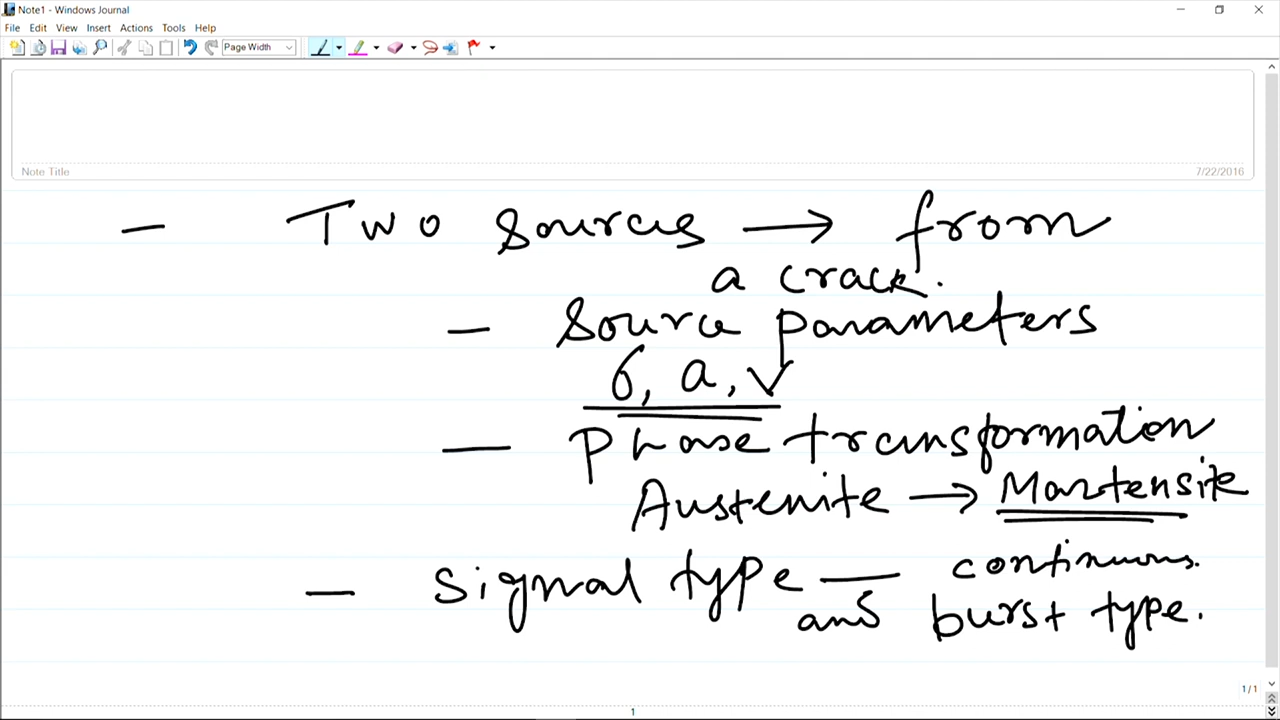 Note1 - Windows Journal
File Edit View Insert Actions Tools Help
Page Width
Note Title
7/22/2016
- Two sources → from
a crack.
- Source parameters
σ, a, V
- Phase transformation
Austenite → Martensite
- Signal type — continuous.
and burst type.
1/1
1